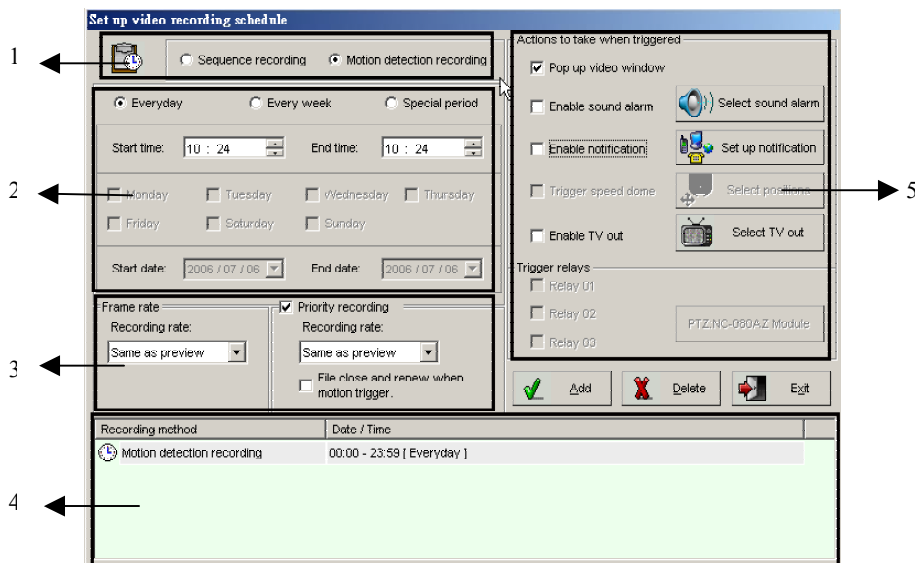 Set up video recording schedule
1
Sequence recording
Motion detection recording
2
Everyday
Every week
Special period
Start time:
10 : 24
End time:
10 : 24
Monday
Tuesday
Wednesday
Thursday
Friday
Saturday
Sunday
Start date:
2006 / 07 / 06
End date:
2006 / 07 / 06
3
Frame rate
Recording rate:
Same as preview
Priority recording
Recording rate:
Same as preview
File close and renew when
motion trigger.
Actions to take when triggered
Pop up video window
Enable sound alarm
Select sound alarm
Enable notification
Set up notification
Trigger speed dome
Select positions
5
Enable TV out
Select TV out
Trigger relays
Relay 01
Relay 02
Relay 03
PTZ:NC-080AZ Module
Add
Delete
Exit
4
Recording method
Date / Time
Motion detection recording
00:00 - 23:59 [ Everyday ]